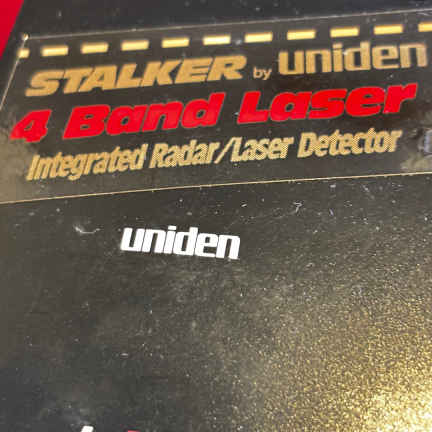 STALKER by uniden
4 Band Laser
Integrated Radar/Laser Detector
uniden